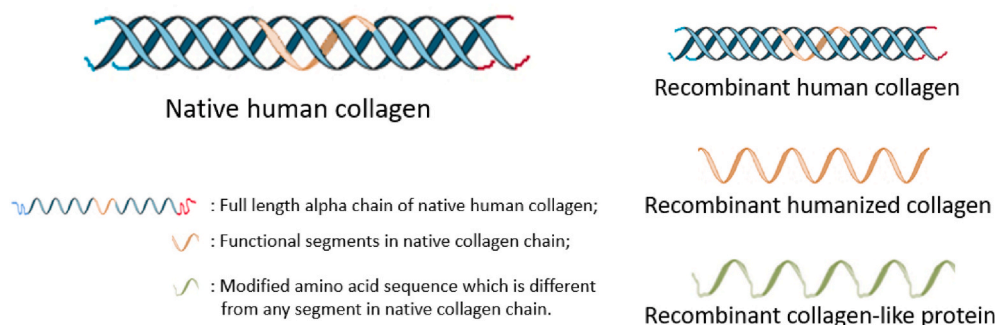 Native human collagen
: Full length alpha chain of native human collagen;
: Functional segments in native collagen chain;
: Modified amino acid sequence which is different
from any segment in native collagen chain.
Recombinant human collagen
Recombinant humanized collagen
Recombinant collagen-like protein